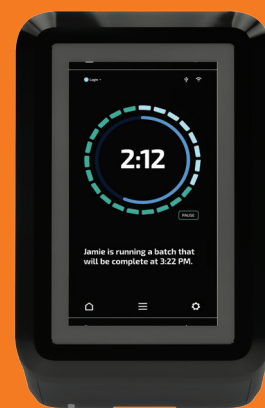 Login
2:12
PAUSE
Jamie is running a batch that
will be complete at 3:22 PM.